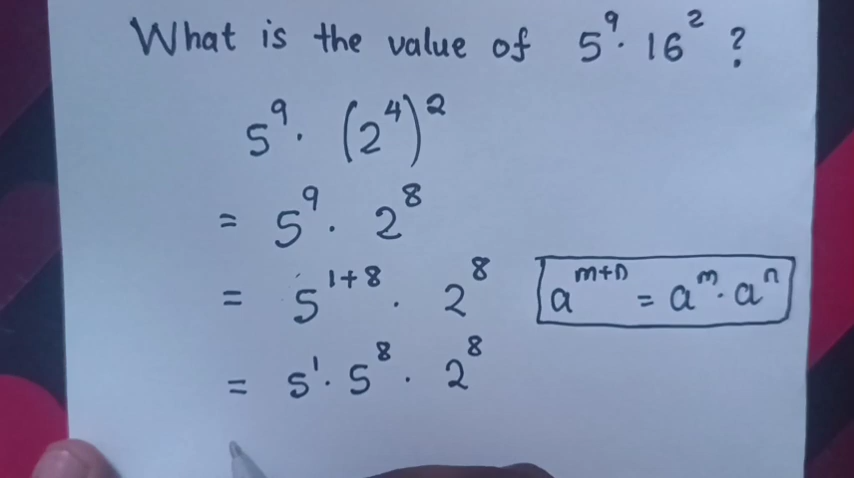 What is the value of 5⁹· 16² ?
5⁹· (2⁴)²
= 5⁹· 2⁸
= 5¹⁺⁸· 2⁸
a^(m+n) = a^m · a^n
= 5¹· 5⁸· 2⁸